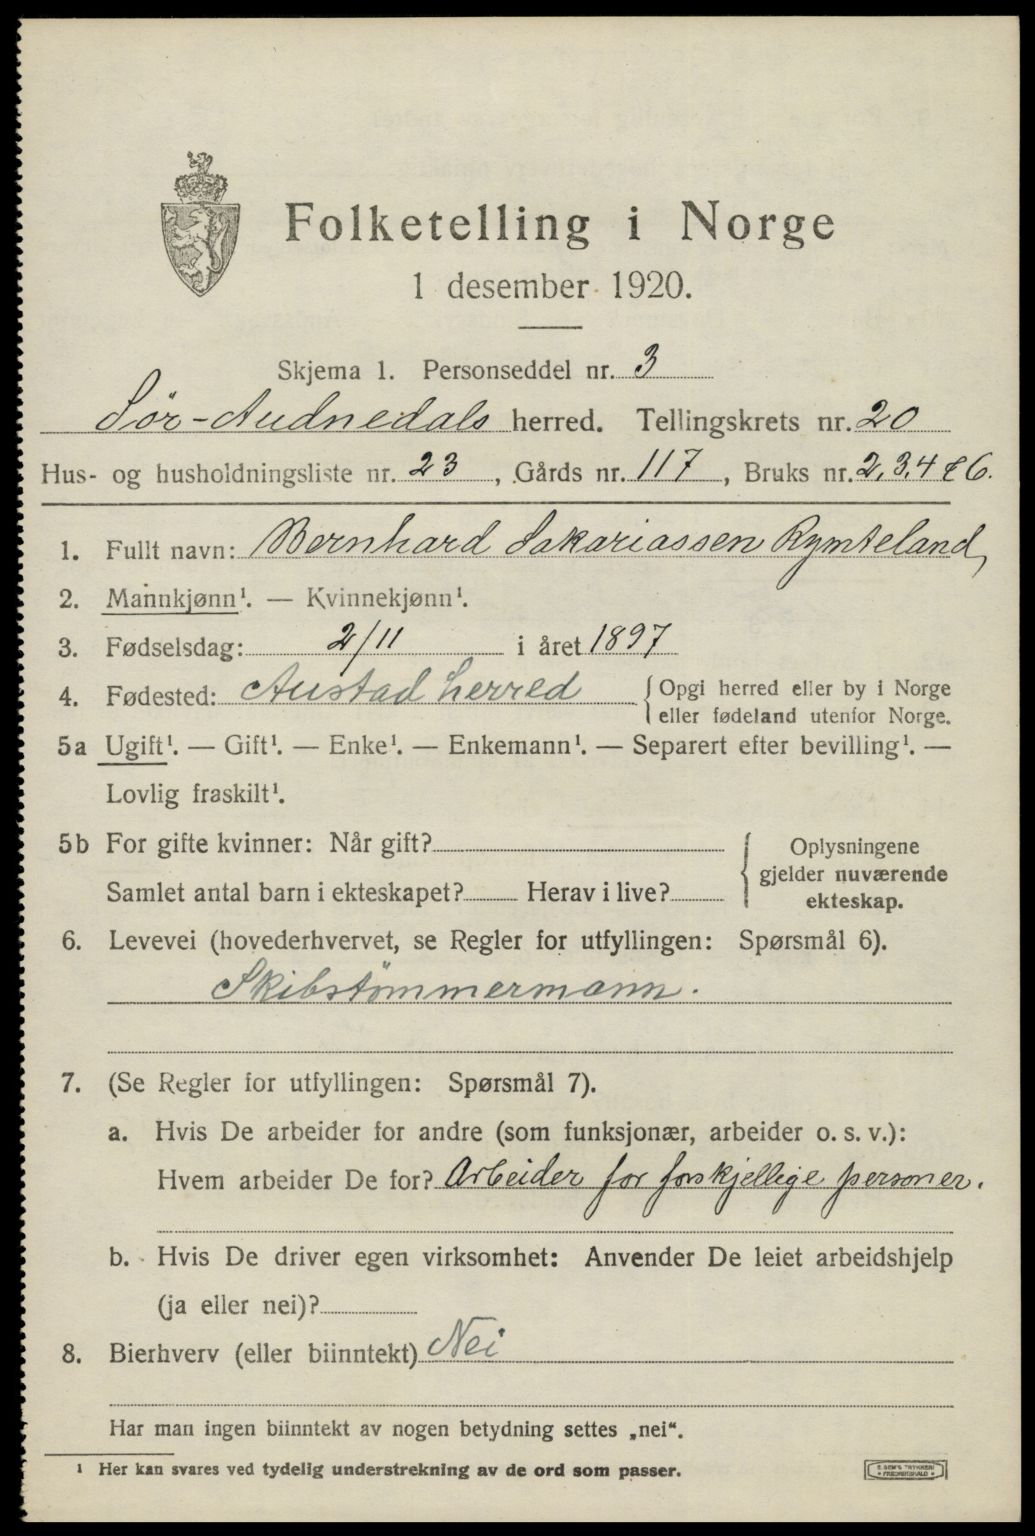 Folketelling i Norge
1 desember 1920.
Skjema 1. Personseddel nr. 3
Sör-Audnedals herred. Tellingskrets nr. 20
Hus- og husholdningsliste nr. 23, Gårds nr. 117, Bruks nr. 2,3,4 & 6.
1. Fullt navn: Bernhard Sakariassen Rymteland,
2. Mannkjønn¹. — Kvinnekjønn¹.
3. Fødselsdag: 2/11 i året 1897
4. Fødested: Austad herred { Opgi herred eller by i Norge
eller fødeland utenfor Norge.
5a Ugift¹. — Gift¹. — Enke¹. — Enkemann¹. — Separert efter bevilling¹. —
Lovlig fraskilt¹.
5b For gifte kvinner: Når gift? { Oplysningene
gjelder nuværende
Samlet antal barn i ekteskapet? Herav i live? ekteskap.
6. Levevei (hovederhvervet, se Regler for utfyllingen: Spørsmål 6).
Skibstömmermann.
7. (Se Regler for utfyllingen: Spørsmål 7).
a. Hvis De arbeider for andre (som funksjonær, arbeider o. s. v.):
Hvem arbeider De for? Arbeider for forskjellige personer.
b. Hvis De driver egen virksomhet: Anvender De leiet arbeidshjelp
(ja eller nei)?
8. Bierhverv (eller biinntekt) Nei
Har man ingen biinntekt av nogen betydning settes „nei“.
¹ Her kan svares ved tydelig understrekning av de ord som passer.